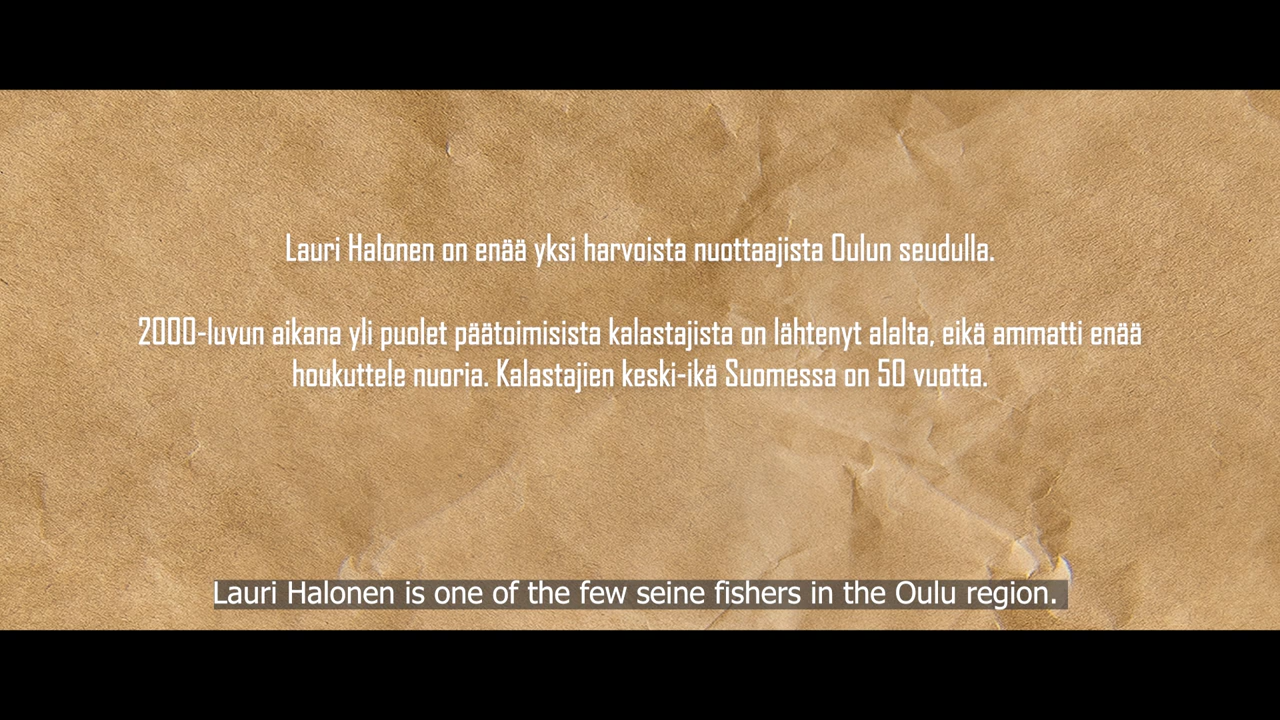 Lauri Halonen on enää yksi harvoista nuottaajista Oulun seudulla.
2000-luvun aikana yli puolet päätoimisista kalastajista on lähtenyt alalta, eikä ammatti enää
houkuttele nuoria. Kalastajien keski-ikä Suomessa on 50 vuotta.
Lauri Halonen is one of the few seine fishers in the Oulu region.